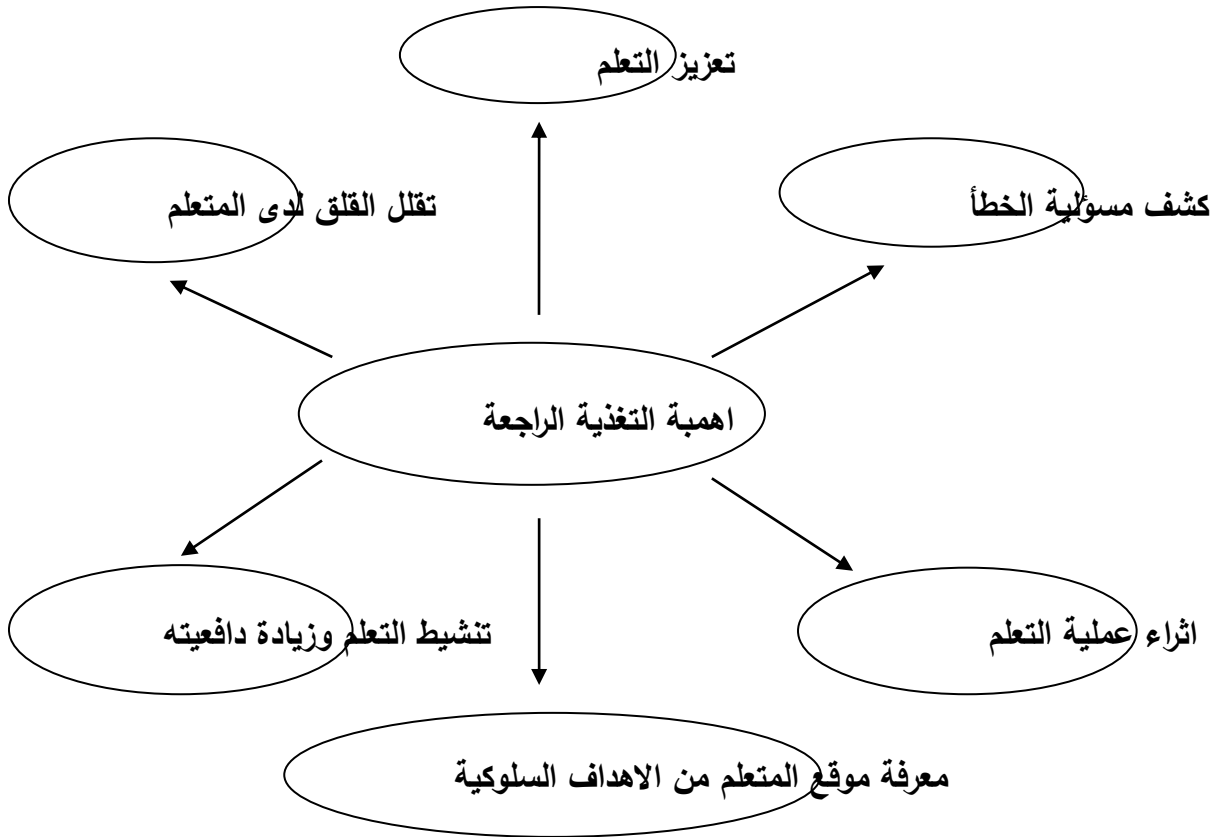 تعزيز التعلم
كشف مسؤلية الخطأ
تقلل القلق لدى المتعلم
اهمبة التغذية الراجعة
اثراء عملية التعلم
تنشيط التعلم وزيادة دافعيته
معرفة موقع المتعلم من الاهداف السلوكية